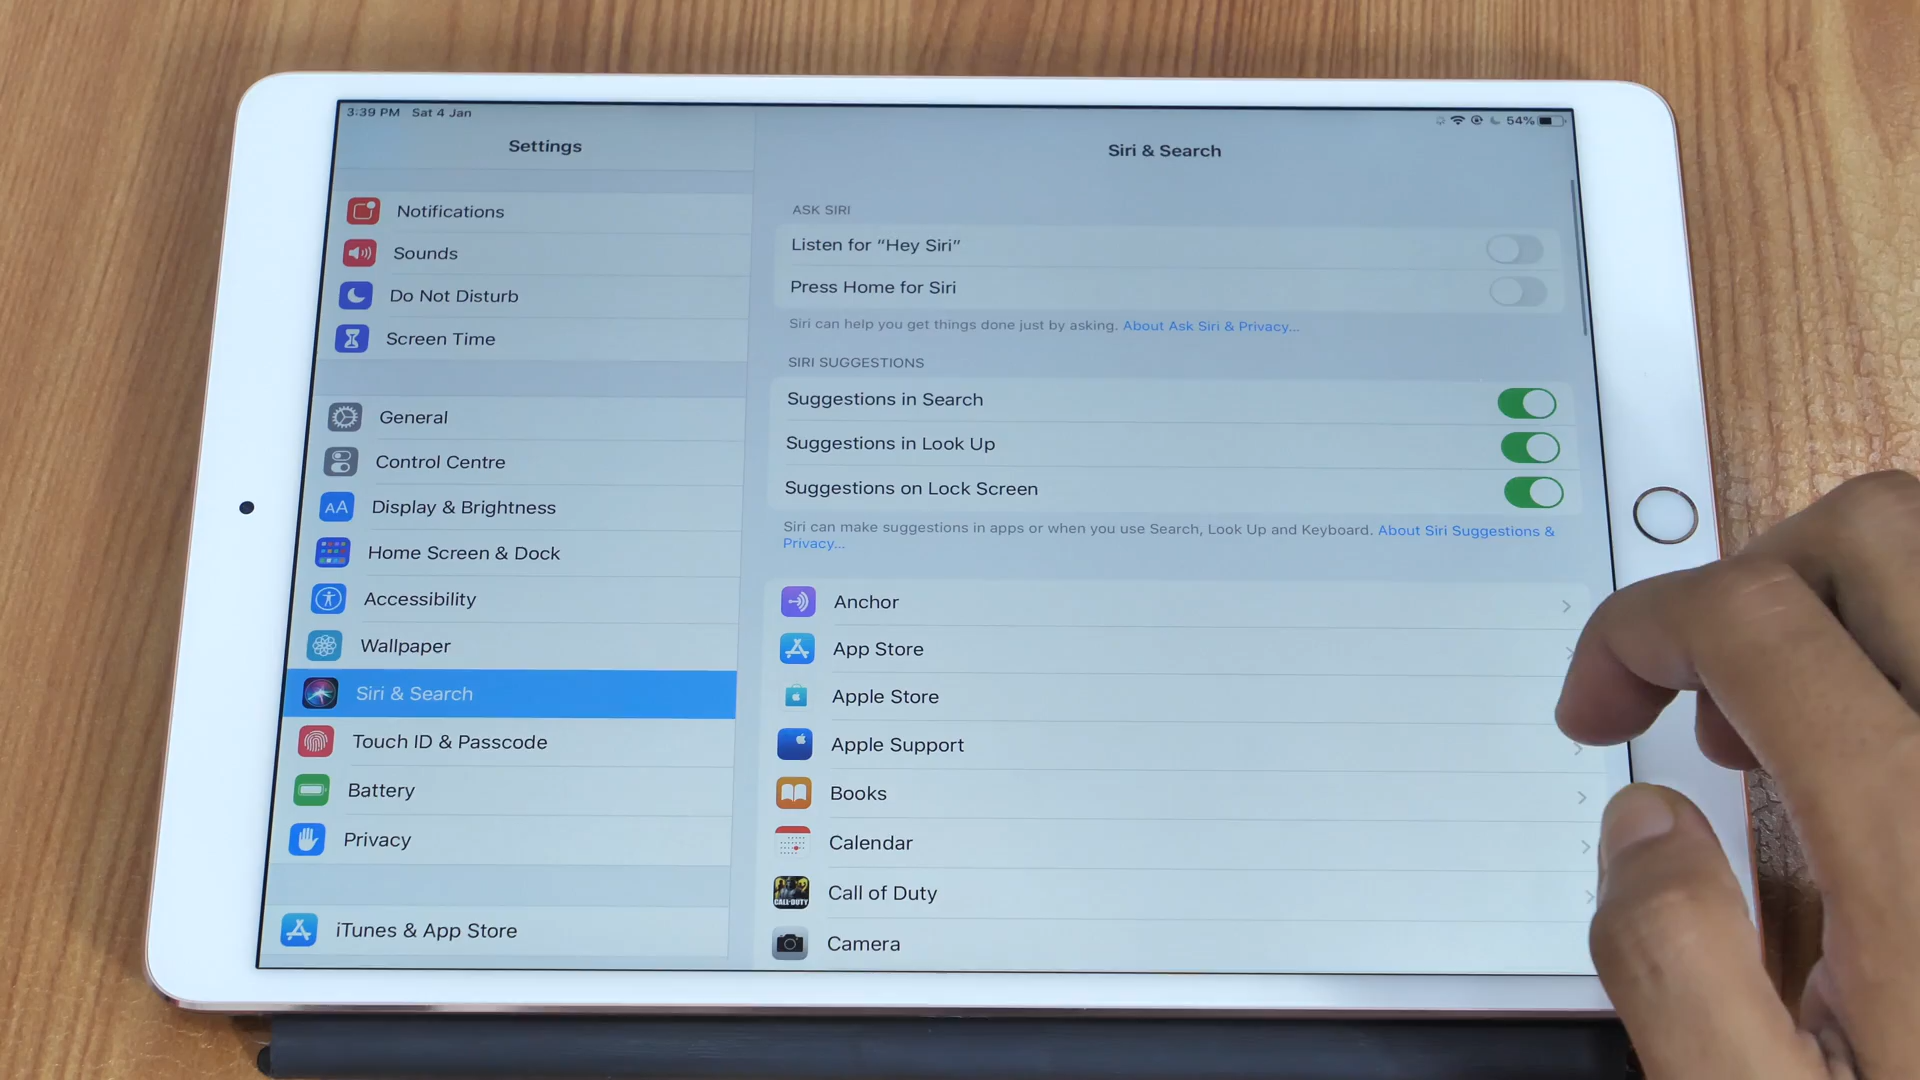 3:39 PM Sat 4 Jan
54%
Settings
Notifications
Sounds
Do Not Disturb
Screen Time
General
Control Centre
AA Display & Brightness
Home Screen & Dock
Accessibility
Wallpaper
Siri & Search
Touch ID & Passcode
Battery
Privacy
iTunes & App Store
Siri & Search
ASK SIRI
Listen for “Hey Siri”
Press Home for Siri
Siri can help you get things done just by asking. About Ask Siri & Privacy...
SIRI SUGGESTIONS
Suggestions in Search
Suggestions in Look Up
Suggestions on Lock Screen
Siri can make suggestions in apps or when you use Search, Look Up and Keyboard. About Siri Suggestions &
Privacy...
Anchor
App Store
Apple Store
Apple Support
Books
Calendar
CALL·DUTY Call of Duty
Camera